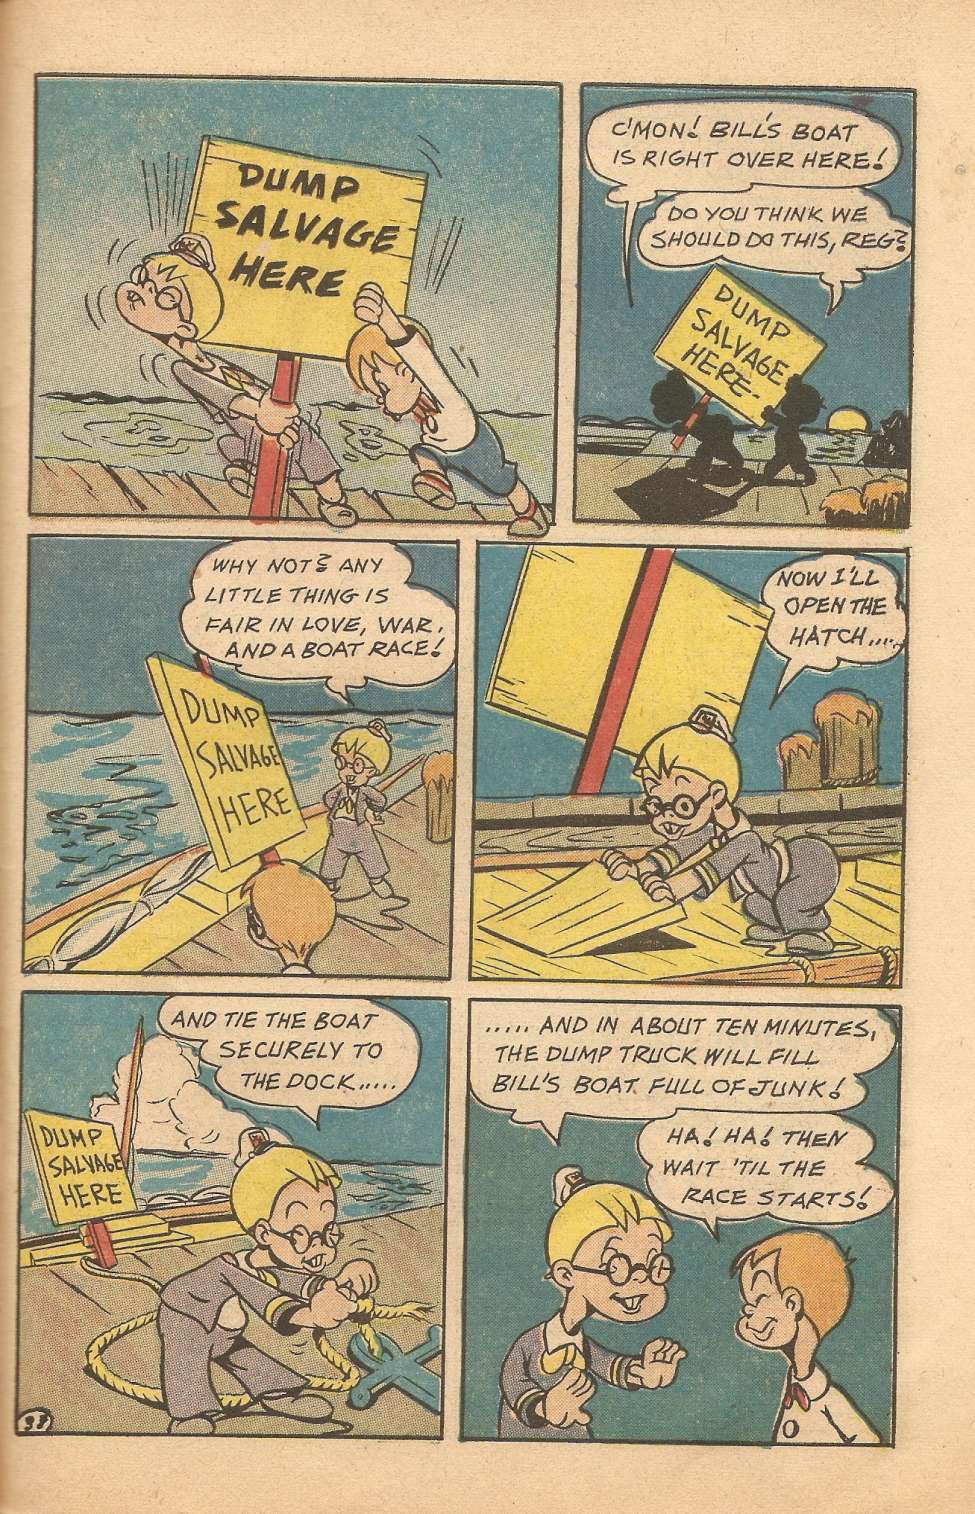 DUMP
SALVAGE
HERE
C'MON! BILL'S BOAT
IS RIGHT OVER HERE!
DO YOU THINK WE
SHOULD DO THIS, REG?
DUMP
SALVAGE
HERE
WHY NOT? ANY
LITTLE THING IS
FAIR IN LOVE, WAR,
AND A BOAT RACE!
DUMP
SALVAGE
HERE
NOW I'LL
OPEN THE
HATCH.....
AND TIE THE BOAT
SECURELY TO
THE DOCK.....
DUMP
SALVAGE
HERE
..... AND IN ABOUT TEN MINUTES,
THE DUMP TRUCK WILL FILL
BILL'S BOAT FULL OF JUNK!
HA! HA! THEN
WAIT 'TIL THE
RACE STARTS!